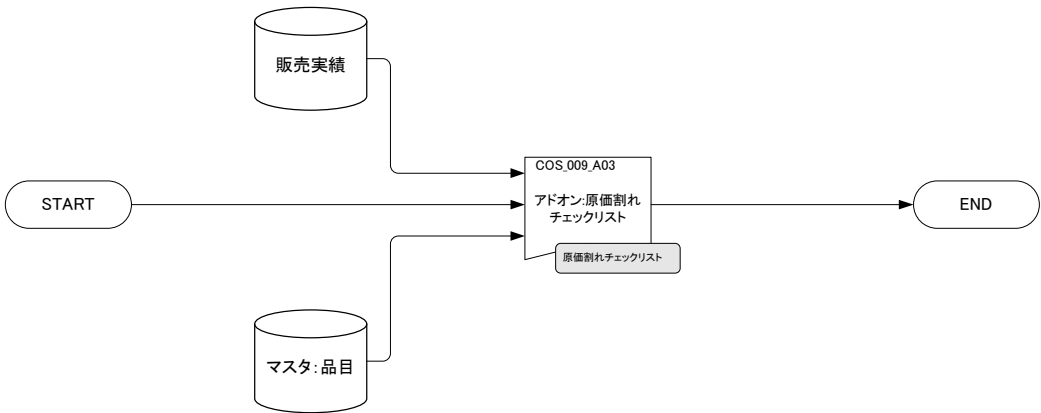 販売実績
COS_009_A03
START
アドオン:原価割れ
チェックリスト
END
原価割れチェックリスト
マスタ:品目